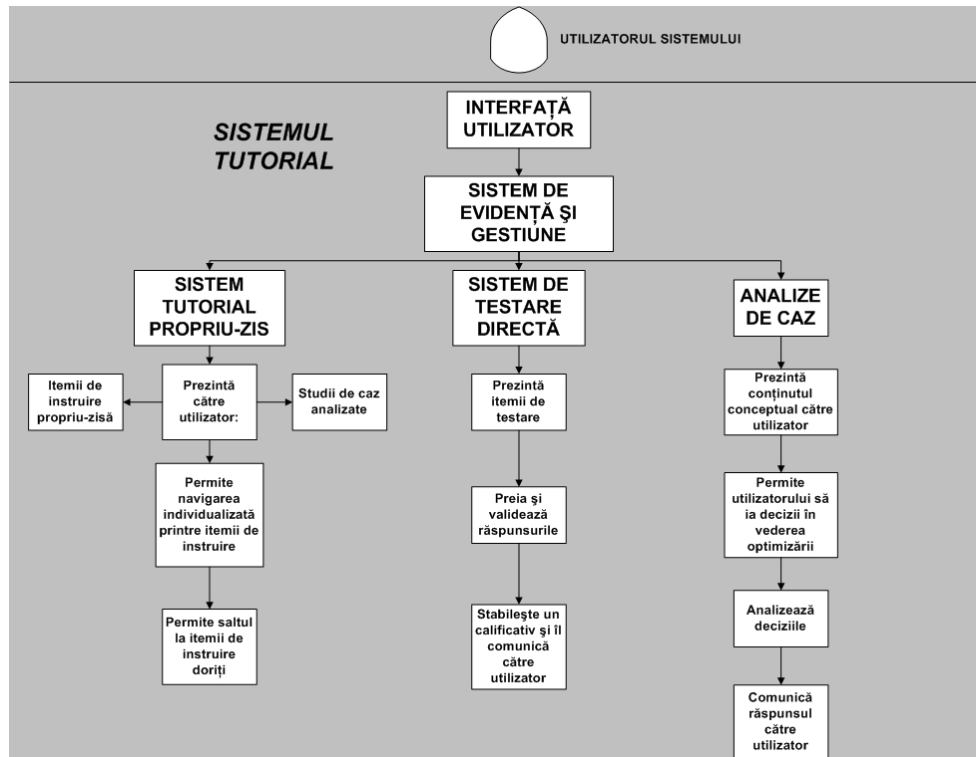 UTILIZATORUL SISTEMULUI
SISTEMUL
TUTORIAL
INTERFAȚĂ
UTILIZATOR
SISTEM DE
EVIDENȚĂ ŞI
GESTIUNE
SISTEM
TUTORIAL
PROPRIU-ZIS
SISTEM DE
TESTARE
DIRECTĂ
ANALIZE
DE CAZ
Itemii de
instruire
propriu-zisă
Prezintă
către
utilizator:
Studii de caz
analizate
Permite
navigarea
individualizată
printre itemii de
instruire
Permite saltul
la itemii de
instruire
doriți
Prezintă
itemii de
testare
Preia şi
validează
răspunsurile
Stabileşte un
calificativ şi îl
comunică
către
utilizator
Prezintă
conținutul
conceptual către
utilizator
Permite
utilizatorului să
ia decizii în
vederea
optimizării
Analizează
deciziile
Comunică
răspunsul
către
utilizator